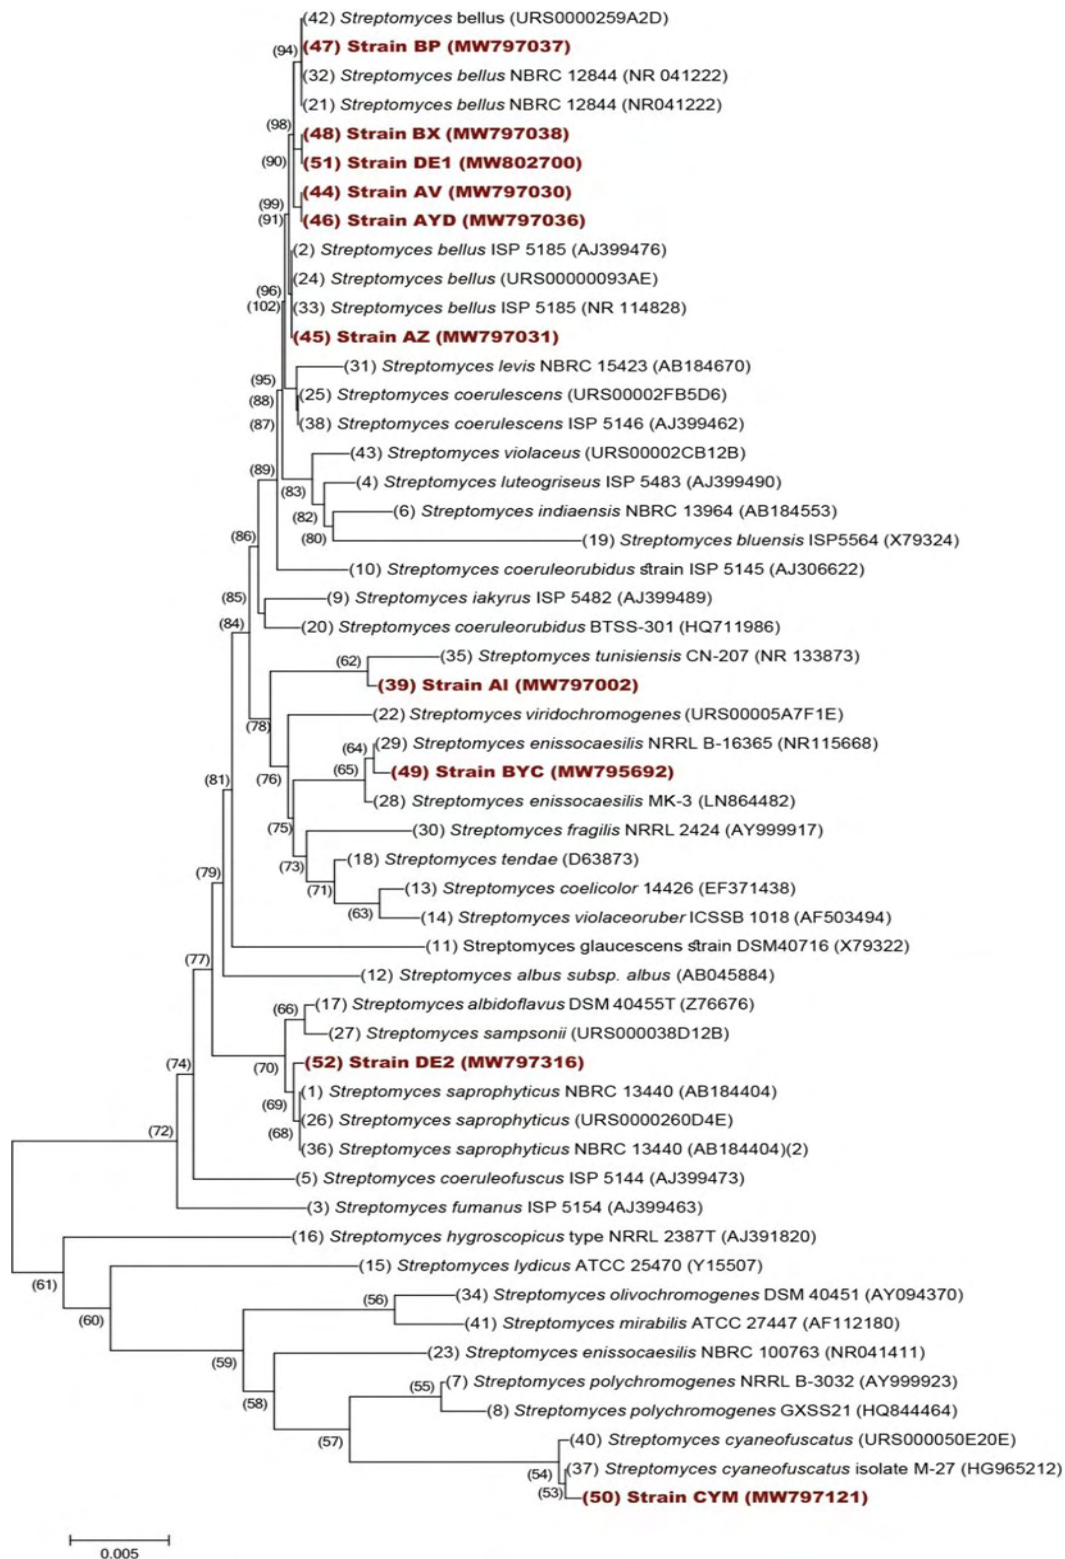 (42) Streptomyces bellus (URS0000259A2D)
(94)
(47) Strain BP (MW797037)
(32) Streptomyces bellus NBRC 12844 (NR 041222)
(21) Streptomyces bellus NBRC 12844 (NR041222)
(98)
(48) Strain BX (MW797038)
(90)
(51) Strain DE1 (MW802700)
(44) Strain AV (MW797030)
(99)
(91)
(46) Strain AYD (MW797036)
(2) Streptomyces bellus ISP 5185 (AJ399476)
(24) Streptomyces bellus (URS00000093AE)
(96)
(102)
(33) Streptomyces bellus ISP 5185 (NR 114828)
(45) Strain AZ (MW797031)
(31) Streptomyces levis NBRC 15423 (AB184670)
(95)
(88)
(25) Streptomyces coerulescens (URS00002FB5D6)
(87)
(38) Streptomyces coerulescens ISP 5146 (AJ399462)
(43) Streptomyces violaceus (URS00002CB12B)
(89)
(83)
(4) Streptomyces luteogriseus ISP 5483 (AJ399490)
(82)
(6) Streptomyces indiaensis NBRC 13964 (AB184553)
(86)
(80)
(19) Streptomyces bluensis ISP5564 (X79324)
(10) Streptomyces coeruleorubidus strain ISP 5145 (AJ306622)
(85)
(9) Streptomyces iakyrus ISP 5482 (AJ399489)
(84)
(20) Streptomyces coeruleorubidus BTSS-301 (HQ711986)
(62)
(35) Streptomyces tunisiensis CN-207 (NR 133873)
(39) Strain AI (MW797002)
(78)
(22) Streptomyces viridochromogenes (URS00005A7F1E)
(64)
(29) Streptomyces enissocaesilis NRRL B-16365 (NR115668)
(81)
(76)
(65)
(49) Strain BYC (MW795692)
(28) Streptomyces enissocaesilis MK-3 (LN864482)
(75)
(30) Streptomyces fragilis NRRL 2424 (AY999917)
(73)
(18) Streptomyces tendae (D63873)
(79)
(71)
(13) Streptomyces coelicolor 14426 (EF371438)
(63)
(14) Streptomyces violaceoruber ICSSB 1018 (AF503494)
(11) Streptomyces glaucescens strain DSM40716 (X79322)
(77)
(12) Streptomyces albus subsp. albus (AB045884)
(66)
(17) Streptomyces albidoflavus DSM 40455T (Z76676)
(27) Streptomyces sampsonii (URS000038D12B)
(74)
(70)
(52) Strain DE2 (MW797316)
(69)
(1) Streptomyces saprophyticus NBRC 13440 (AB184404)
(72)
(68)
(26) Streptomyces saprophyticus (URS0000260D4E)
(36) Streptomyces saprophyticus NBRC 13440 (AB184404)(2)
(5) Streptomyces coeruleofuscus ISP 5144 (AJ399473)
(3) Streptomyces fumanus ISP 5154 (AJ399463)
(16) Streptomyces hygroscopicus type NRRL 2387T (AJ391820)
(61)
(15) Streptomyces lydicus ATCC 25470 (Y15507)
(60)
(56)
(34) Streptomyces olivochromogenes DSM 40451 (AY094370)
(41) Streptomyces mirabilis ATCC 27447 (AF112180)
(59)
(23) Streptomyces enissocaesilis NBRC 100763 (NR041411)
(58)
(55)
(7) Streptomyces polychromogenes NRRL B-3032 (AY999923)
(8) Streptomyces polychromogenes GXSS21 (HQ844464)
(57)
(40) Streptomyces cyaneofuscatus (URS000050E20E)
(54)
(37) Streptomyces cyaneofuscatus isolate M-27 (HG965212)
(53)
(50) Strain CYM (MW797121)
0.005